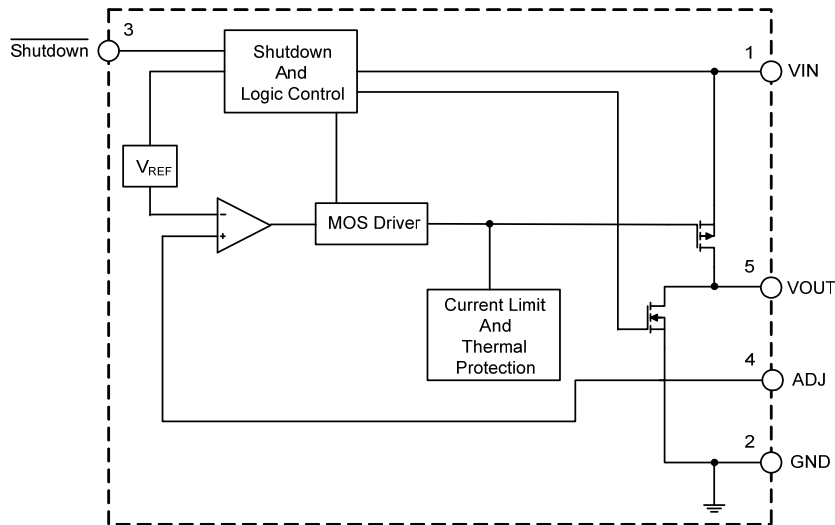 3
Shutdown
Shutdown
And
Logic Control
1
VIN
VREF
−
+
MOS Driver
5
VOUT
Current Limit
And
Thermal
Protection
4
ADJ
2
GND